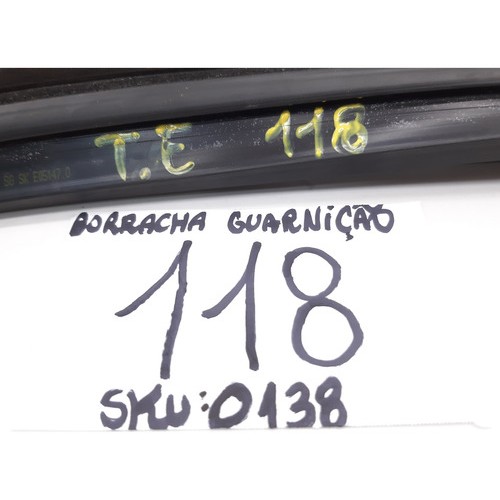 T.E 118
BORRACHA GUARNIÇÃO
118
SKU:0138